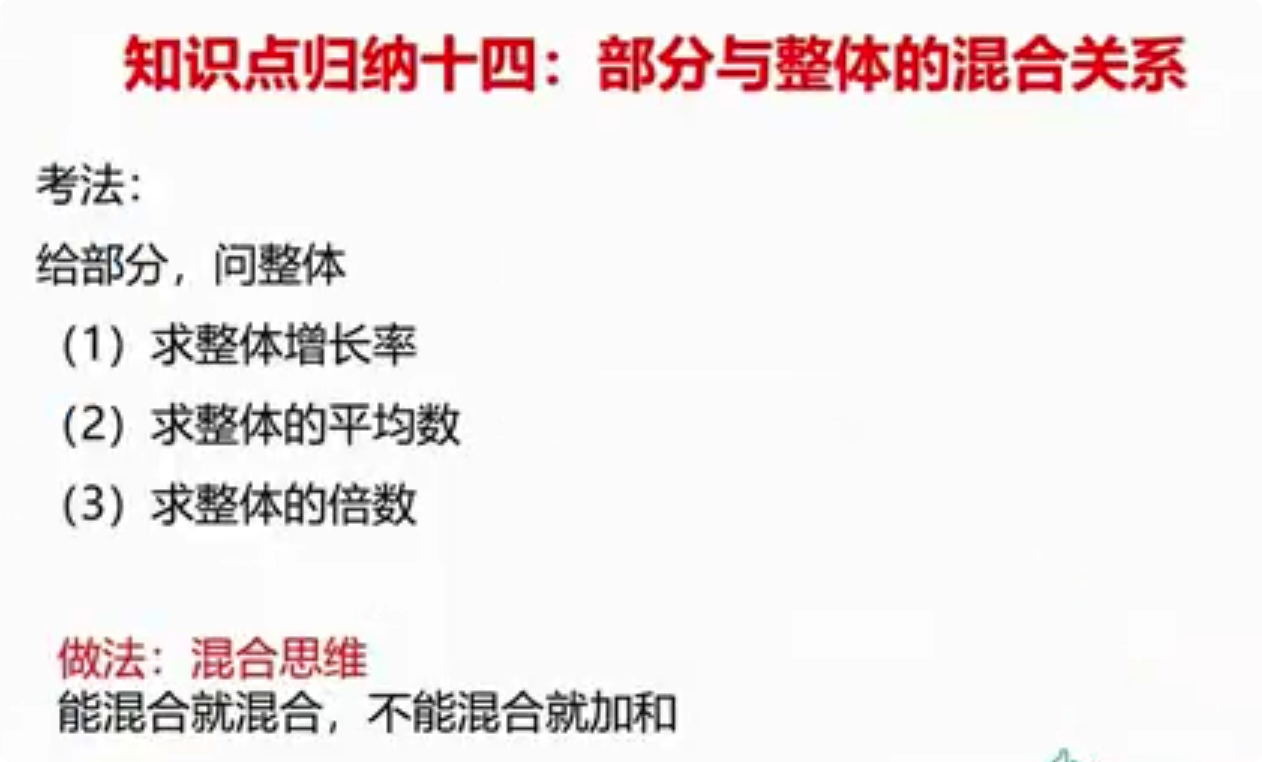 知识点归纳十四：部分与整体的混合关系
考法：
给部分，问整体
（1）求整体增长率
（2）求整体的平均数
（3）求整体的倍数
做法：混合思维
能混合就混合，不能混合就加和